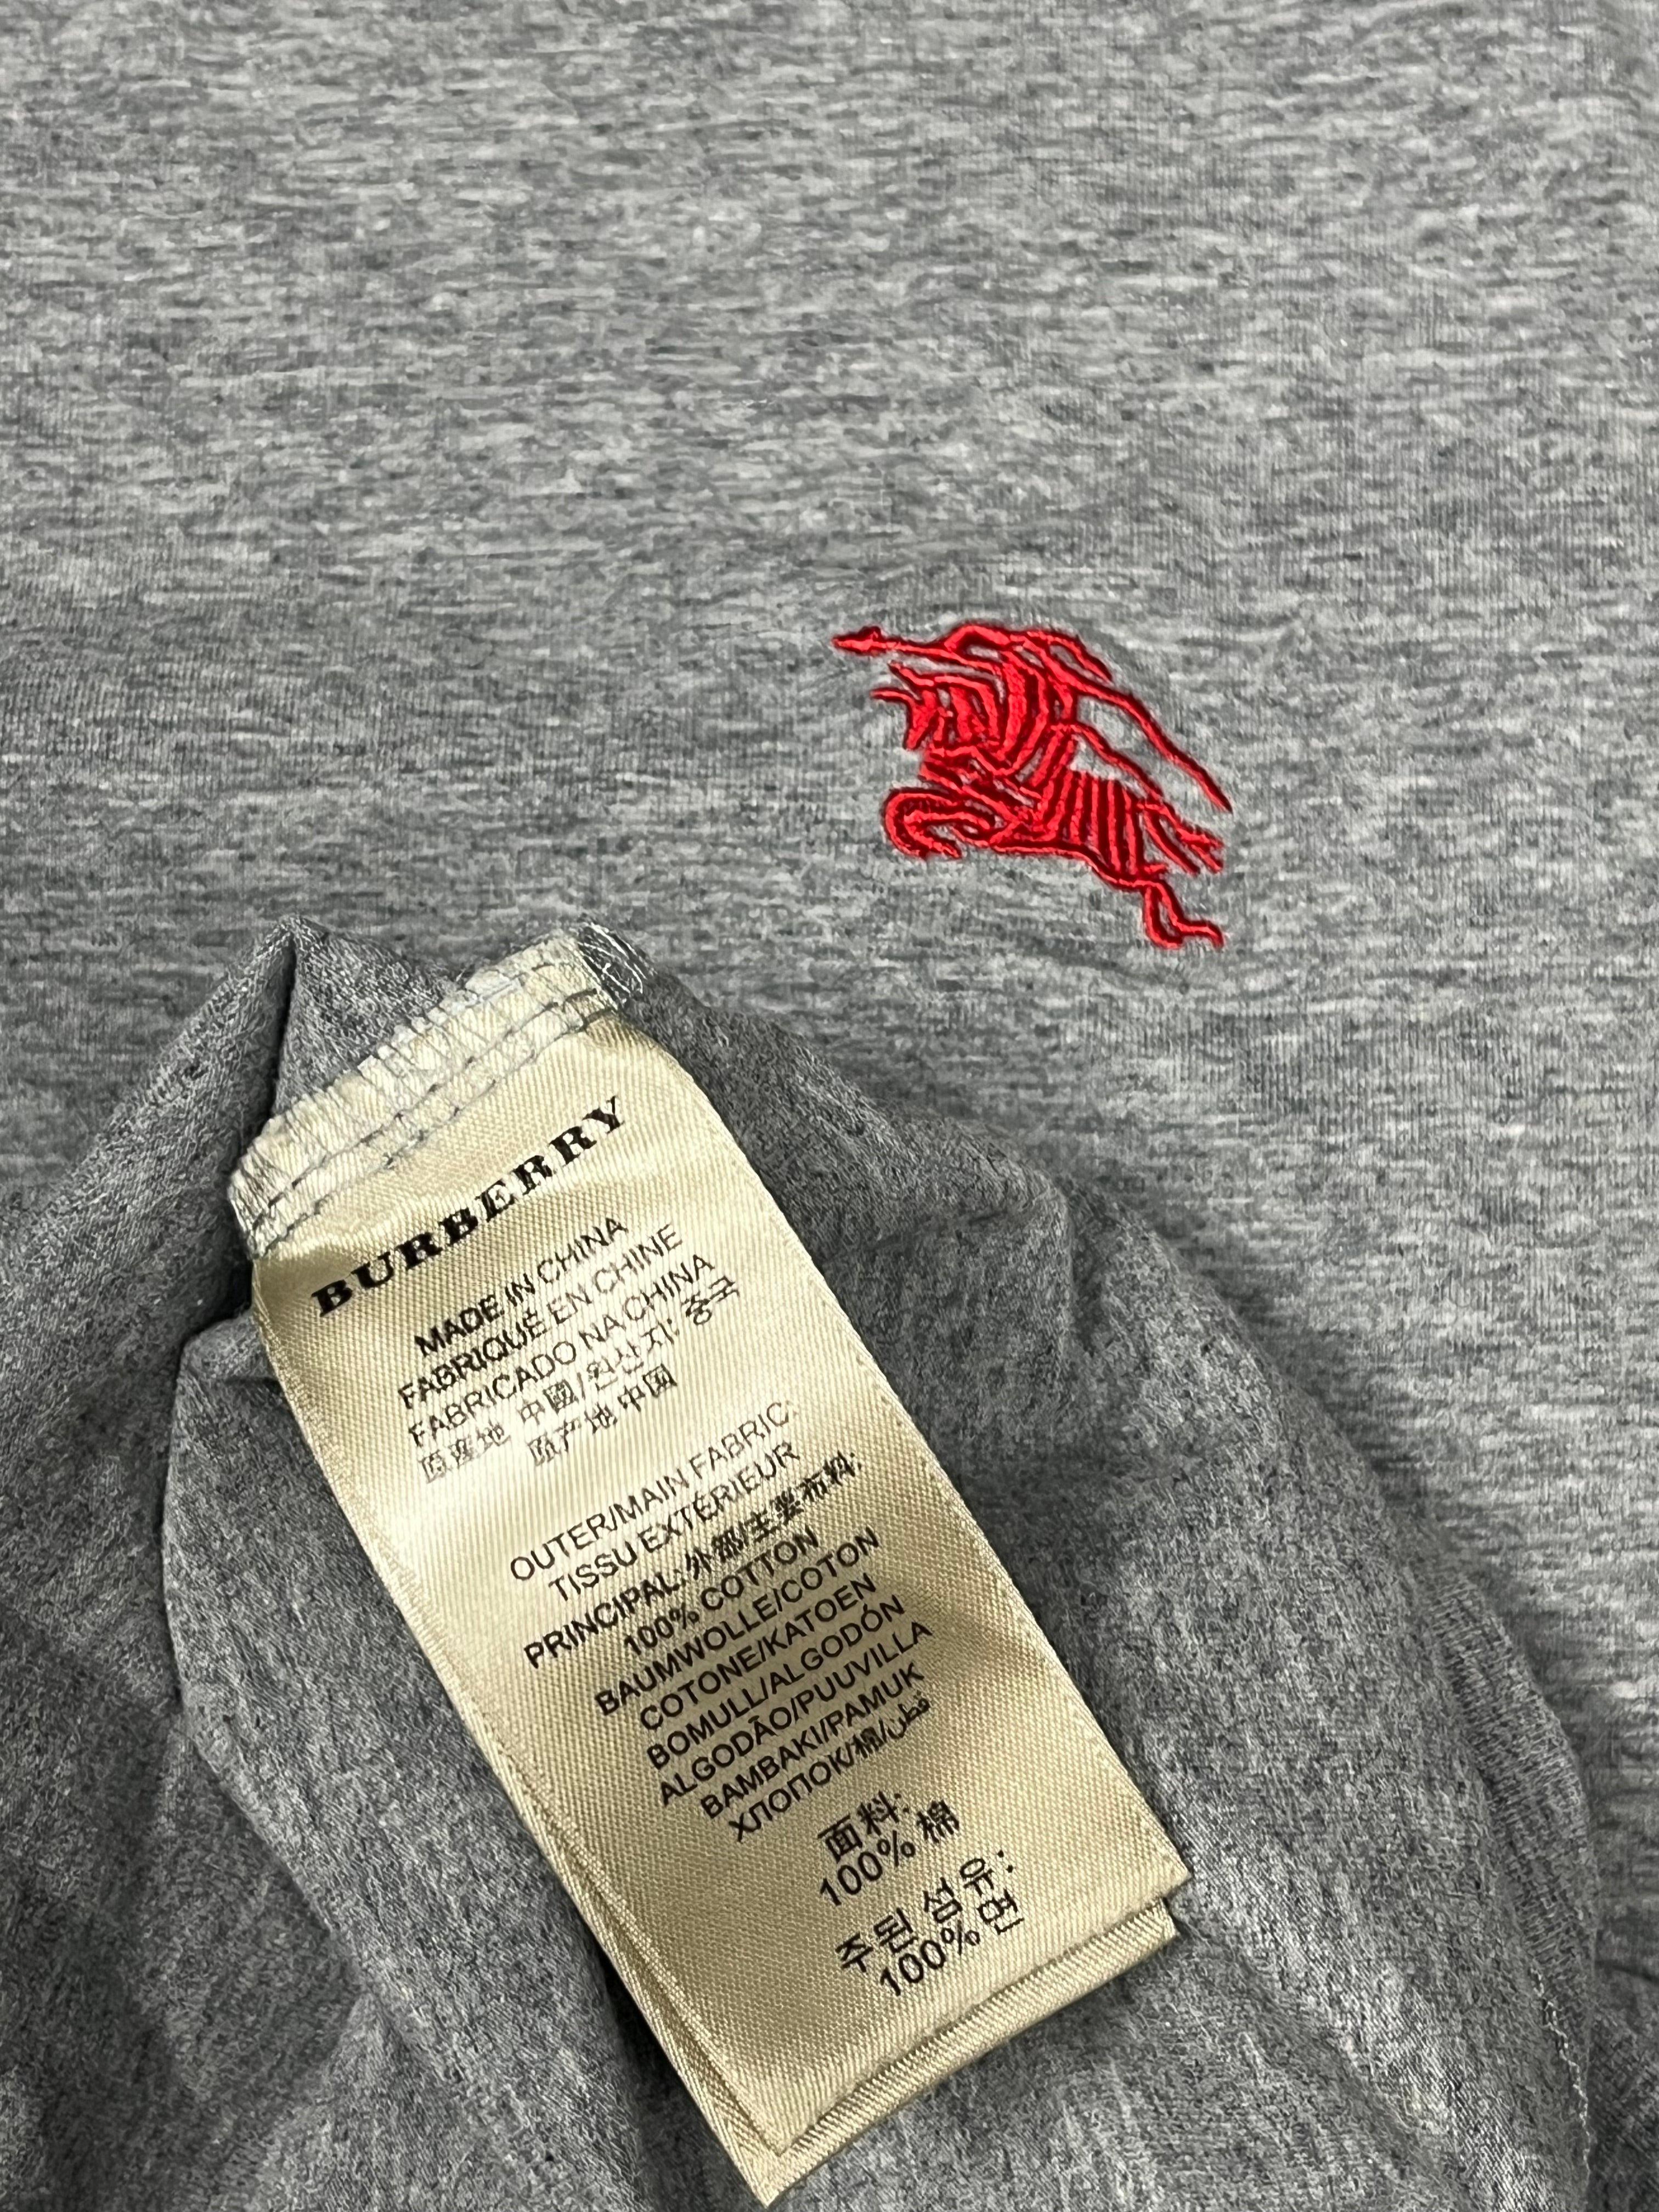 BURBERRY
MADE IN CHINA
FABRIQUÉ EN CHINE
FABRICADO NA CHINA
原產地 中國/원산지: 중국
原产地 中国
OUTER/MAIN FABRIC
TISSU EXTÉRIEUR
PRINCIPAL: 外部/主要布料:
100% COTTON
BAUMWOLLE/COTON
COTONE/KATOEN
BOMULL/ALGODÓN
ALGODÃO/PUUVILLA
BAMBAKI/PAMUK
ХЛОПОК/棉/قطن
面料:
100% 棉
주된 섬유:
100% 면